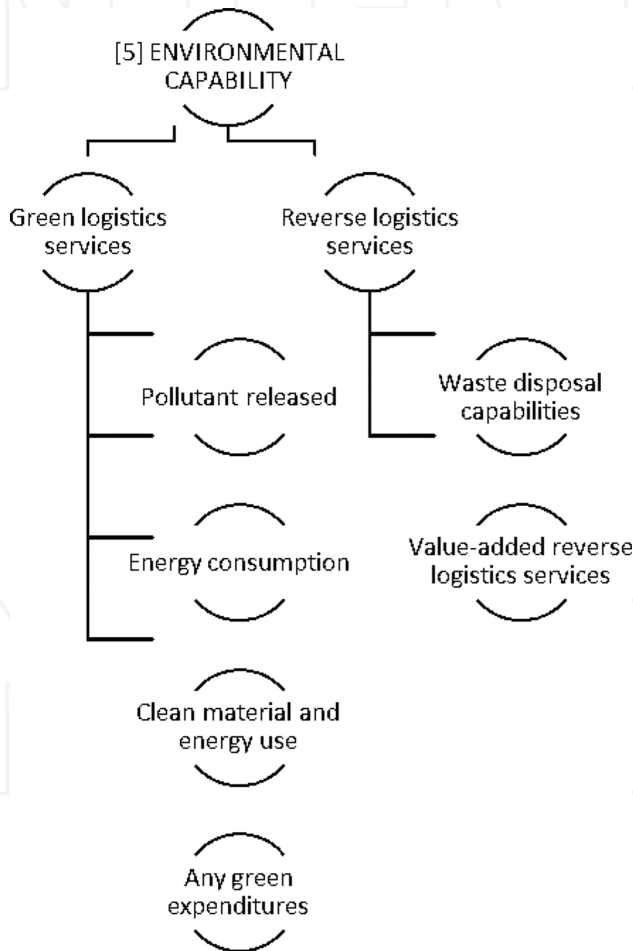 [5] ENVIRONMENTAL
CAPABILITY
Green logistics
services
Reverse logistics
services
Pollutant released
Waste disposal
capabilities
Energy consumption
Value-added reverse
logistics services
Clean material and
energy use
Any green
expenditures